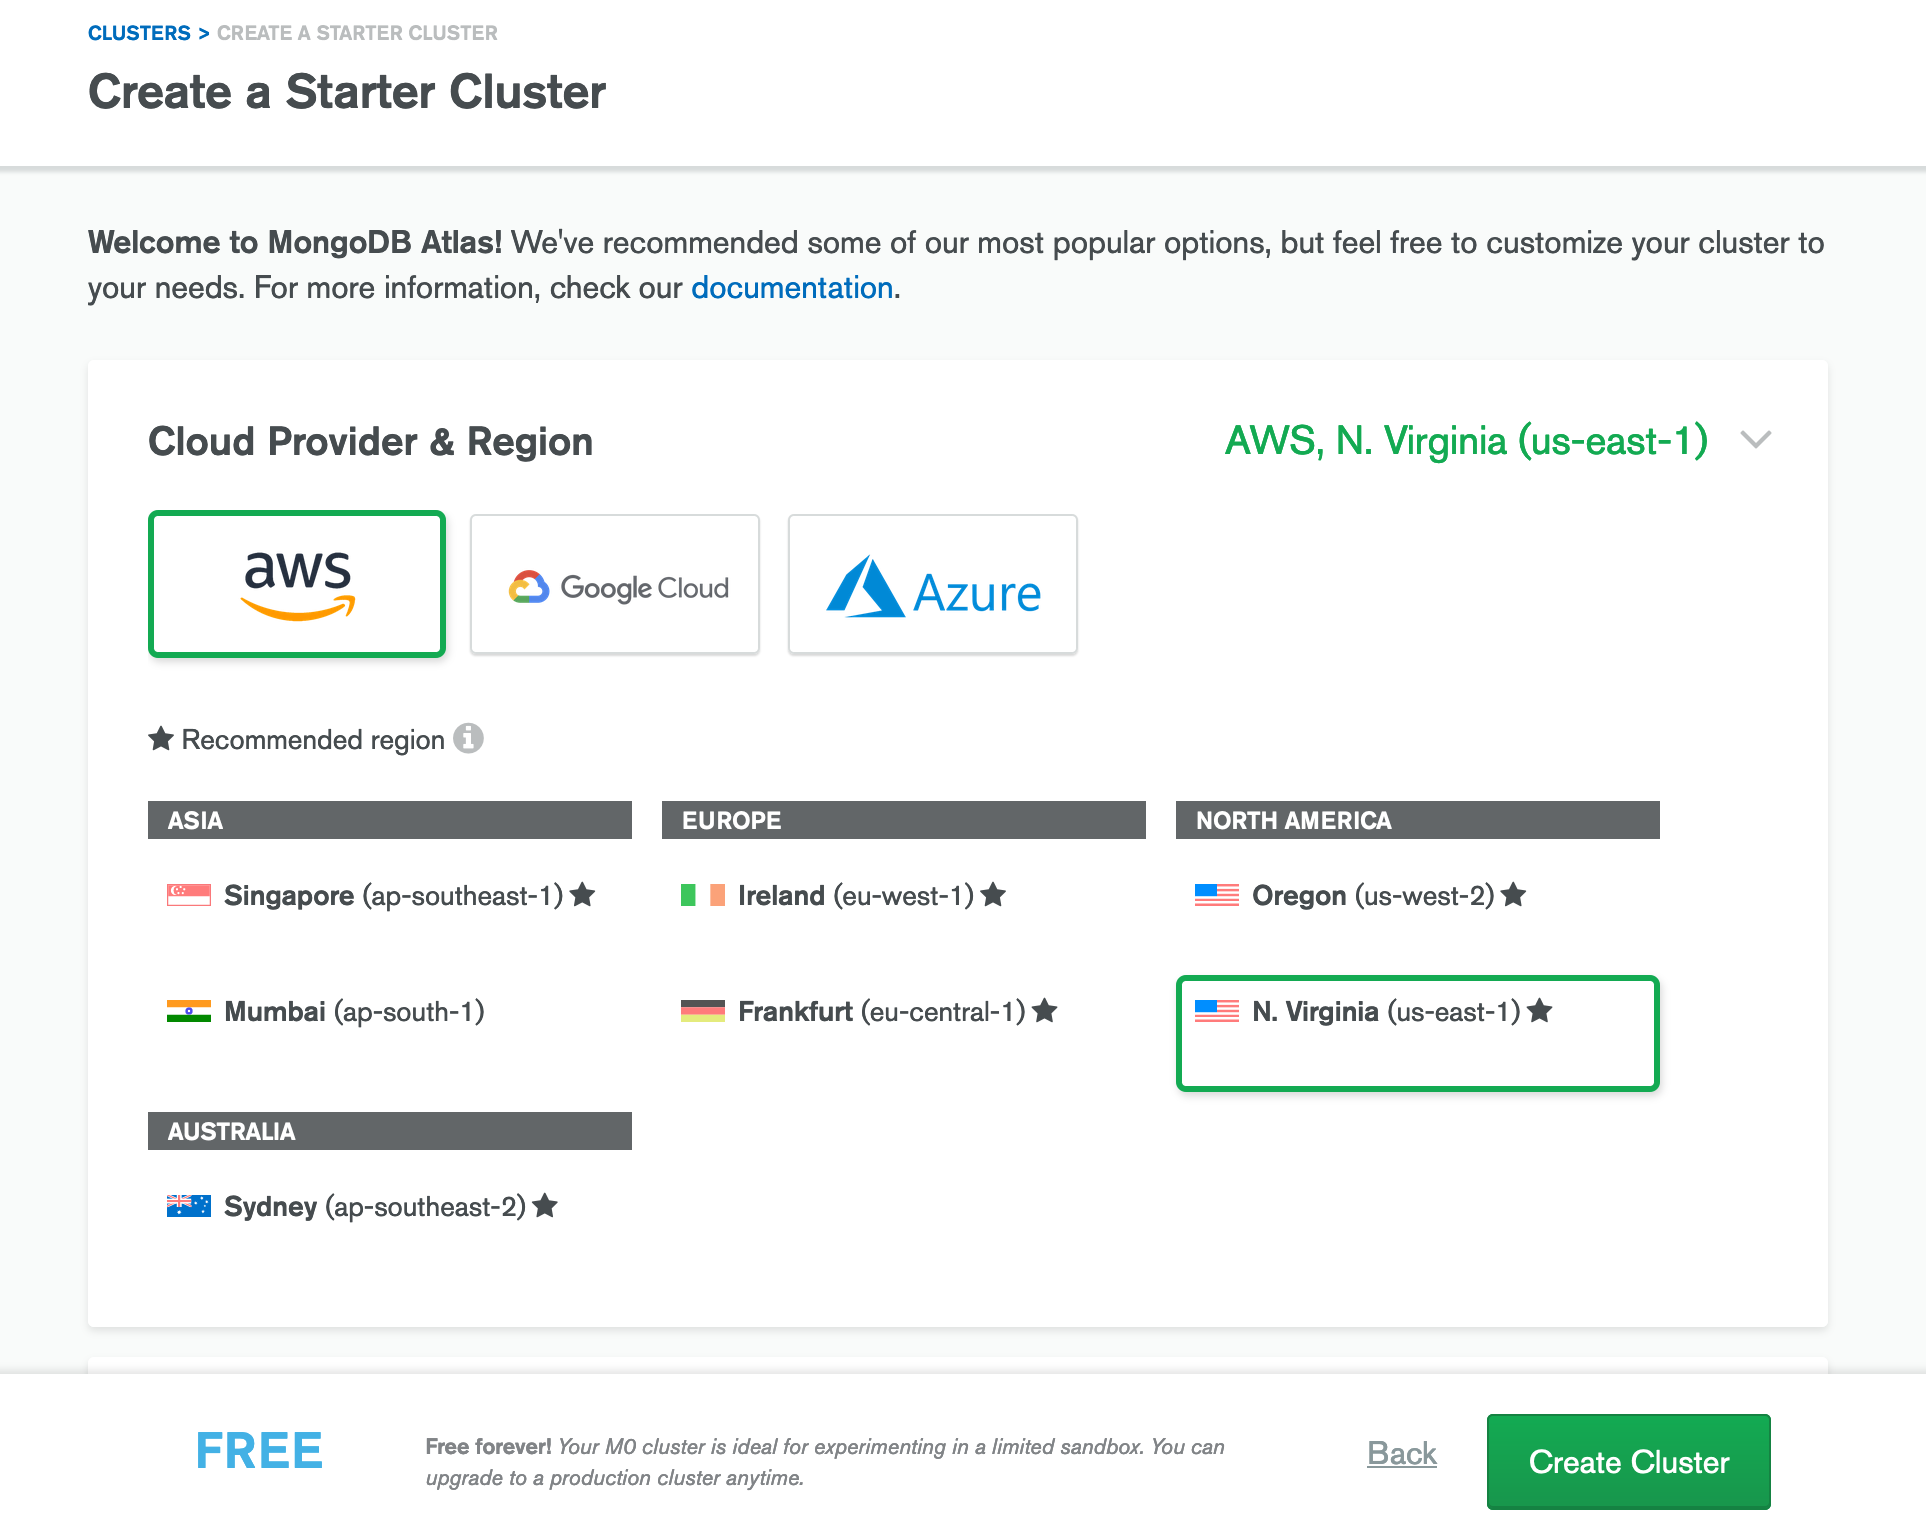 CLUSTERS > CREATE A STARTER CLUSTER
Create a Starter Cluster
Welcome to MongoDB Atlas! We've recommended some of our most popular options, but feel free to customize your cluster to
your needs. For more information, check our documentation.
Cloud Provider & Region
AWS, N. Virginia (us-east-1)
aws
Google Cloud
Azure
Recommended region
ASIA
Singapore (ap-southeast-1)
Mumbai (ap-south-1)
EUROPE
Ireland (eu-west-1)
Frankfurt (eu-central-1)
NORTH AMERICA
Oregon (us-west-2)
N. Virginia (us-east-1)
AUSTRALIA
Sydney (ap-southeast-2)
FREE
Free forever! Your M0 cluster is ideal for experimenting in a limited sandbox. You can
upgrade to a production cluster anytime.
Back
Create Cluster